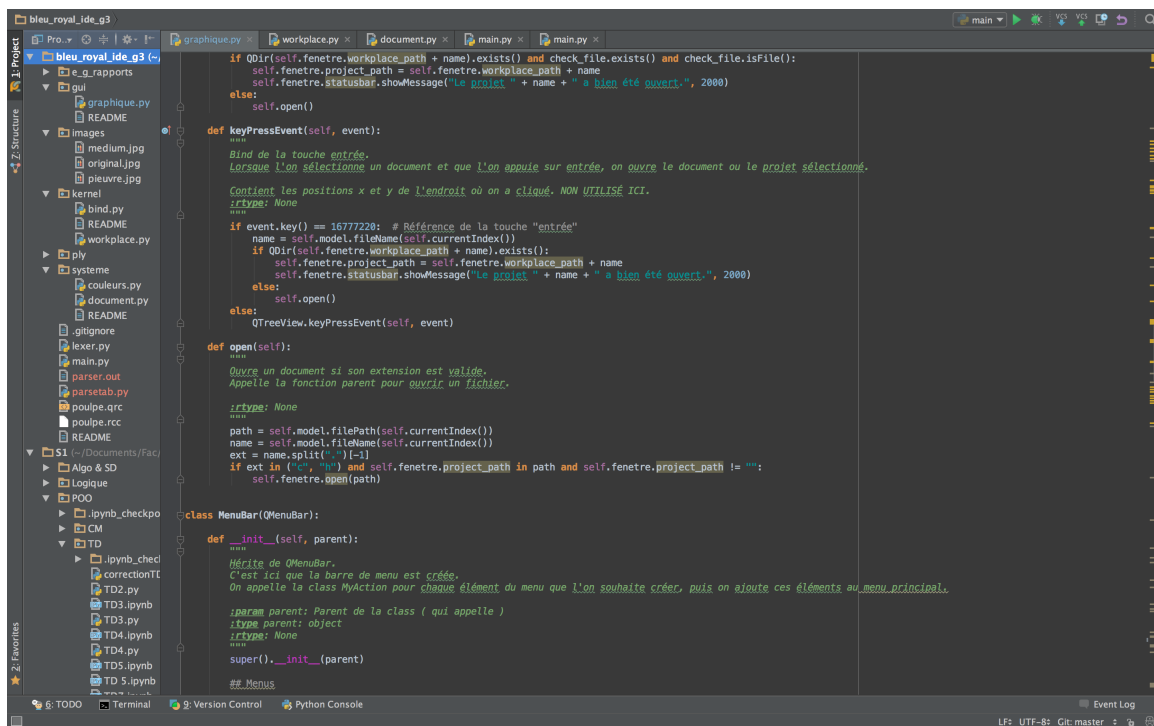 bleu_royal_ide_g3
main
VCS
VCS
1: Project
Z: Structure
2: Favorites
Pro..
bleu_royal_ide_g3 (~/
e_g_rapports
gui
graphique.py
README
images
medium.jpg
original.jpg
pieuvre.jpg
kernel
bind.py
README
workplace.py
ply
systeme
couleurs.py
document.py
README
.gitignore
lexer.py
main.py
parser.out
parsetab.py
poulpe.qrc
poulpe.rcc
README
S1 (~/Documents/Fac/
Algo & SD
Logique
POO
.ipynb_checkpo
CM
TD
.ipynb_checl
correctionTD
TD2.py
TD3.ipynb
TD3.py
TD4.ipynb
TD4.py
TD5.ipynb
TD 5.ipynb
graphique.py
workplace.py
document.py
main.py
main.py
if QDir(self.fenetre.workplace_path + name).exists() and check_file.exists() and check_file.isFile():
self.fenetre.project_path = self.fenetre.workplace_path + name
self.fenetre.statusbar.showMessage("Le projet " + name + " a bien été ouvert.", 2000)
else:
self.open()
def keyPressEvent(self, event):
"""
Bind de la touche entrée.
Lorsque l'on sélectionne un document et que l'on appuie sur entrée, on ouvre le document ou le projet sélectionné.
Contient les positions x et y de l'endroit où on a cliqué. NON UTILISÉ ICI.
:rtype: None
"""
if event.key() == 16777220:  # Référence de la touche "entrée"
name = self.model.fileName(self.currentIndex())
if QDir(self.fenetre.workplace_path + name).exists():
self.fenetre.project_path = self.fenetre.workplace_path + name
self.fenetre.statusbar.showMessage("Le projet " + name + " a bien été ouvert.", 2000)
else:
self.open()
else:
QTreeView.keyPressEvent(self, event)
def open(self):
"""
Ouvre un document si son extension est valide.
Appelle la fonction parent pour ouvrir un fichier.
:rtype: None
"""
path = self.model.filePath(self.currentIndex())
name = self.model.fileName(self.currentIndex())
ext = name.split(".")[-1]
if ext in ("c", "h") and self.fenetre.project_path in path and self.fenetre.project_path != "":
self.fenetre.open(path)
class MenuBar(QMenuBar):
def __init__(self, parent):
"""
Hérite de QMenuBar.
C'est ici que la barre de menu est créée.
On appelle la class MyAction pour chaque élément du menu que l'on souhaite créer, puis on ajoute ces éléments au menu principal.
:param parent: Parent de la class ( qui appelle )
:type parent: object
:rtype: None
"""
super().__init__(parent)
## Menus
6: TODO
Terminal
9: Version Control
Python Console
Event Log
LF÷ UTF-8÷ Git: master ÷